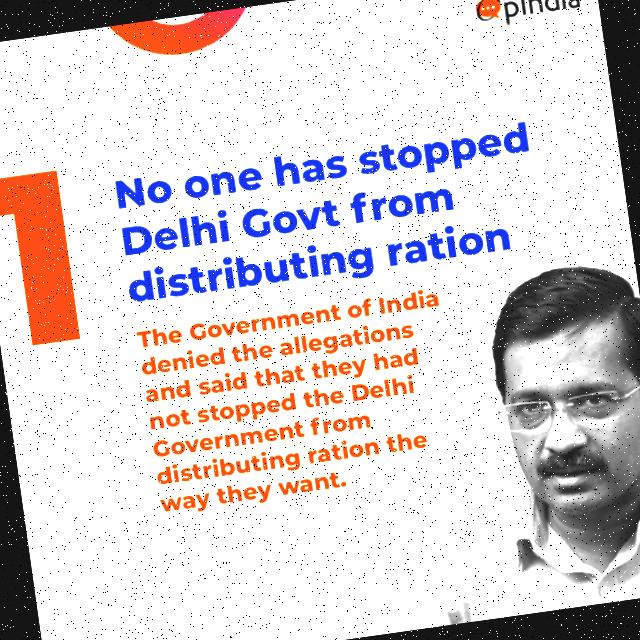 OpIndia
1
No one has stopped
Delhi Govt from
distributing ration
The Government of India
denied the allegations
and said that they had
not stopped the Delhi
Government from
distributing ration the
way they want.